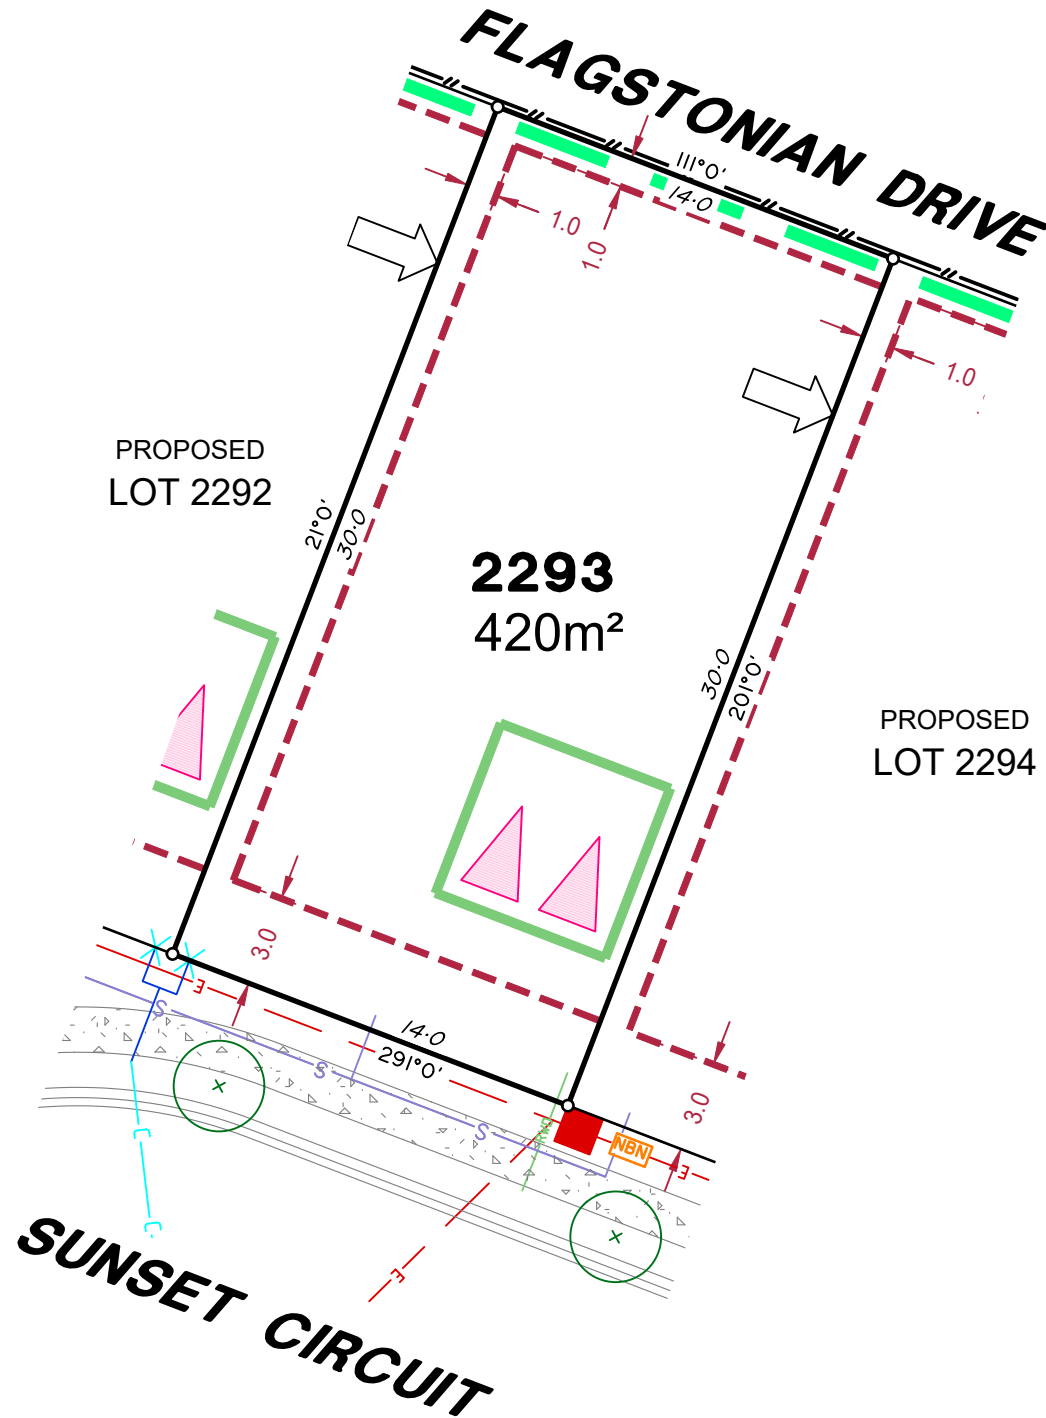 FLAGSTONIAN DRIVE
111°0'
14·0
1.0
1.0
1.0
PROPOSED
LOT 2292
21°0'
30·0
2293
420m²
30·0
201°0'
PROPOSED
LOT 2294
3.0
E
S
14·0
291°0'
S
S
3.0
RWS
NBN
E
E
SUNSET CIRCUIT